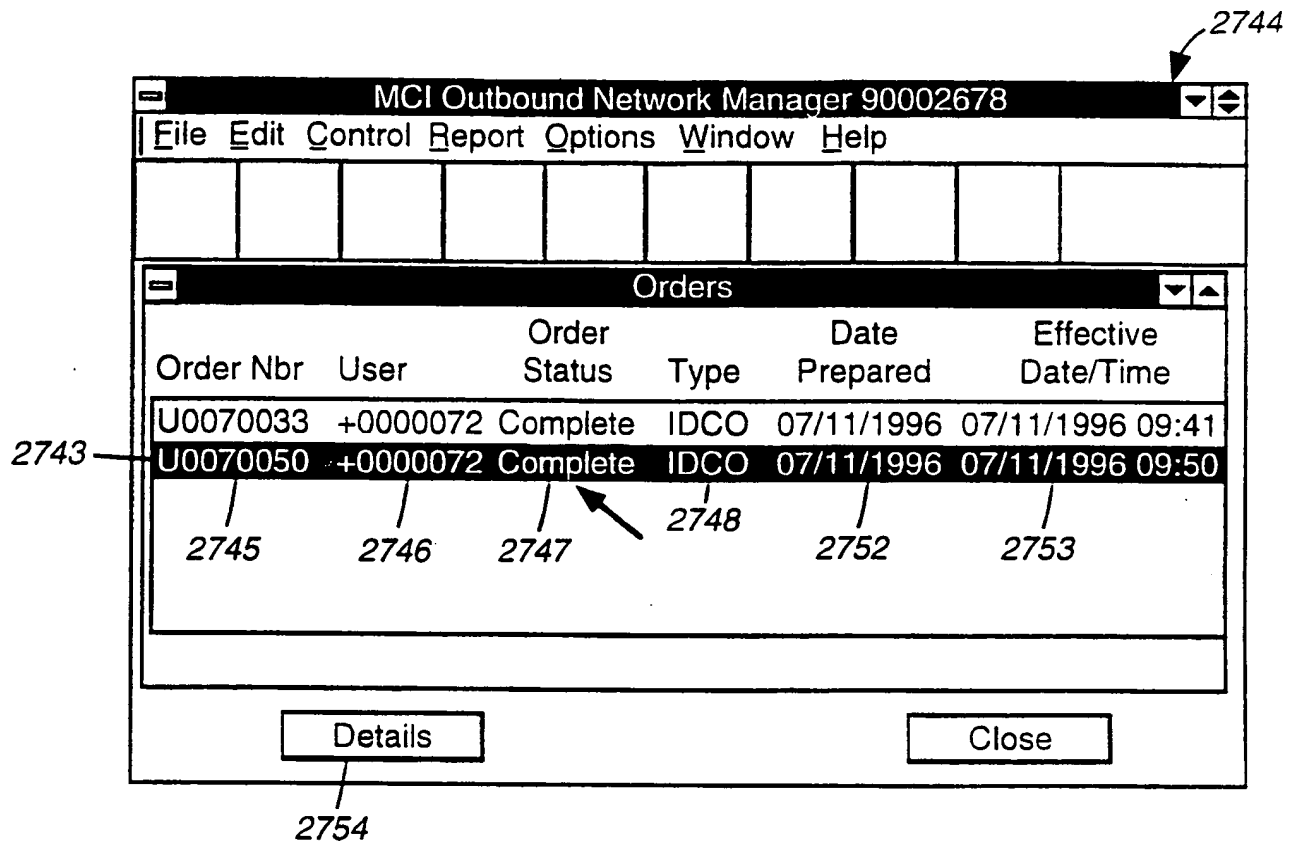 2744
MCI Outbound Network Manager 90002678
File Edit Control Report Options Window Help
Orders
Order Nbr User Order Status Type Date Prepared Effective Date/Time
U0070033 +0000072 Complete IDCO 07/11/1996 07/11/1996 09:41
2743 U0070050 +0000072 Complete IDCO 07/11/1996 07/11/1996 09:50
2745 2746 2747 2748 2752 2753
Details Close
2754